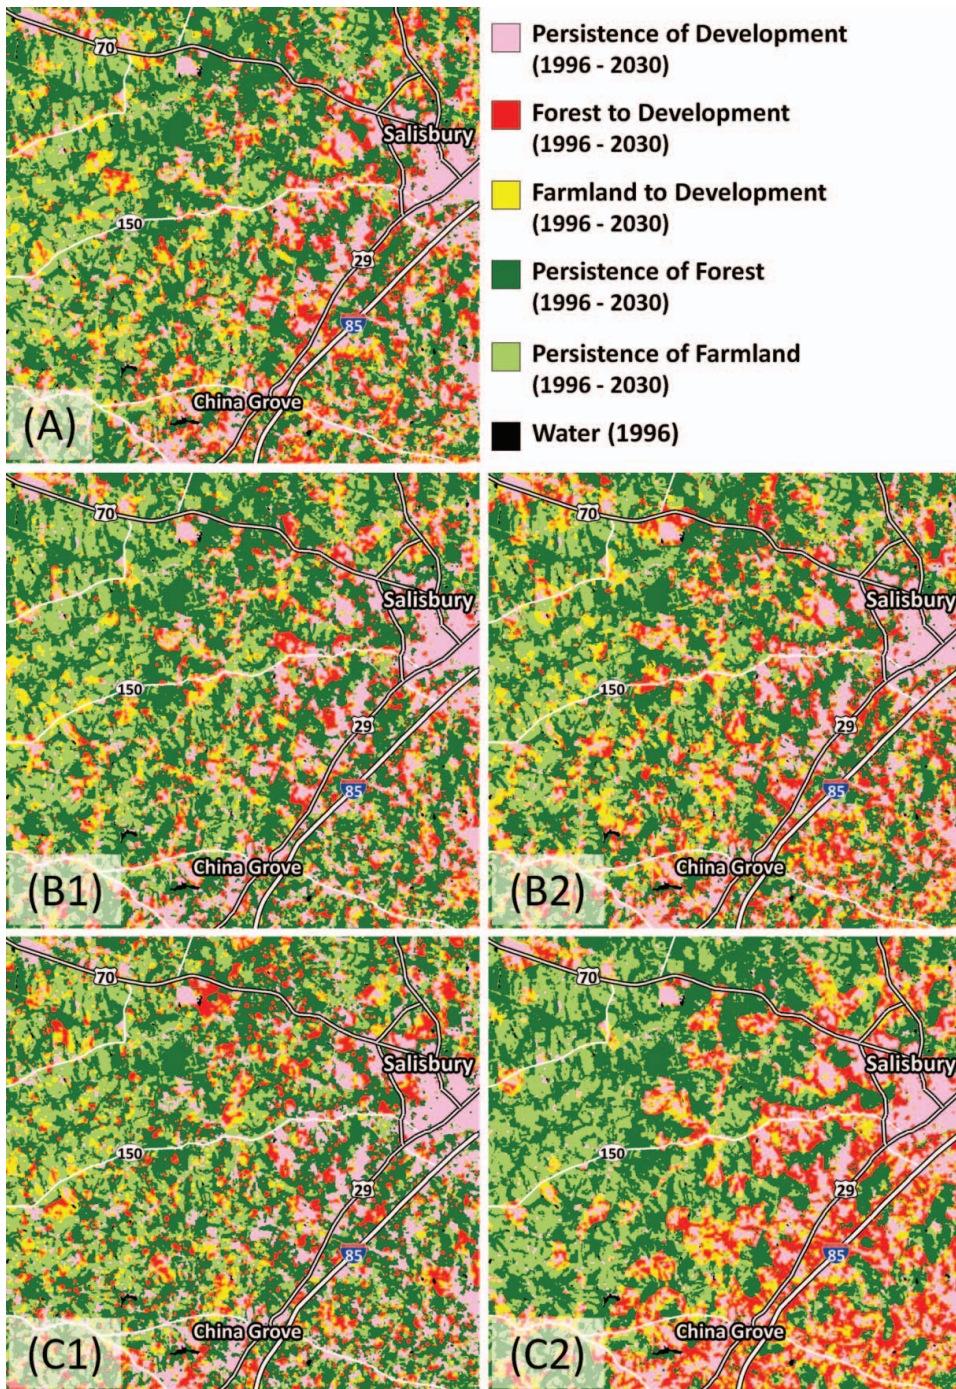 Persistence of Development
(1996 - 2030)
Forest to Development
(1996 - 2030)
Farmland to Development
(1996 - 2030)
Persistence of Forest
(1996 - 2030)
Persistence of Farmland
(1996 - 2030)
Water (1996)
70
Salisbury
150
29
85
China Grove
(A)
70
Salisbury
150
29
85
China Grove
(B1)
70
Salisbury
150
29
85
China Grove
(B2)
70
Salisbury
150
29
85
China Grove
(C1)
70
Salisbury
150
29
85
China Grove
(C2)